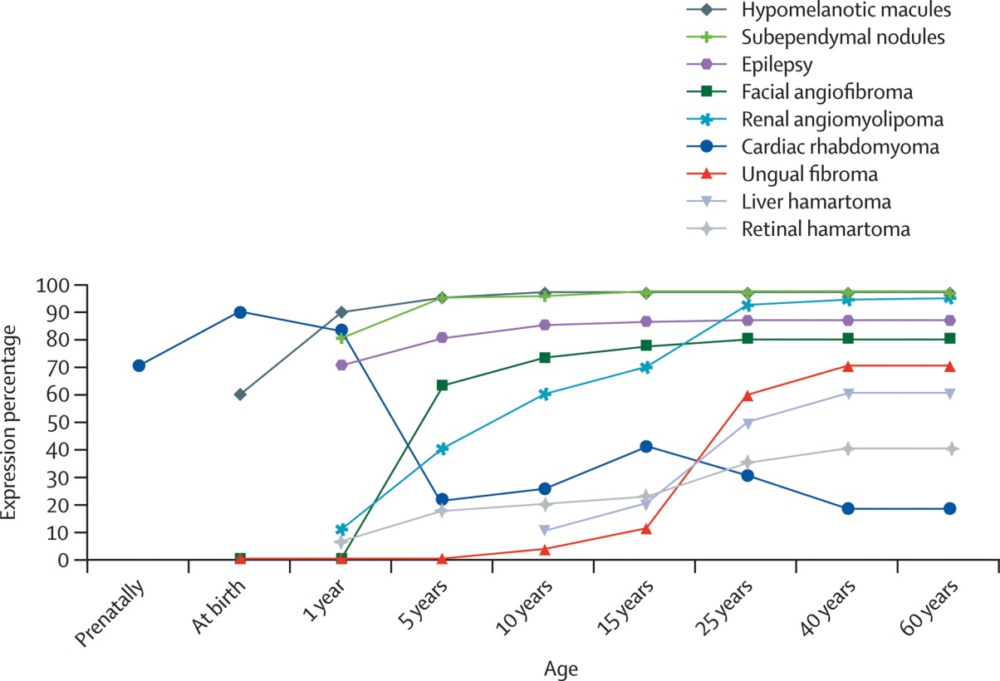 Hypomelanotic macules
Subependymal nodules
Epilepsy
Facial angiofibroma
Renal angiomyolipoma
Cardiac rhabdomyoma
Ungual fibroma
Liver hamartoma
Retinal hamartoma
Expression percentage
100
90
80
70
60
50
40
30
20
10
0
Prenatally
At birth
1 year
5 years
10 years
15 years
25 years
40 years
60 years
Age